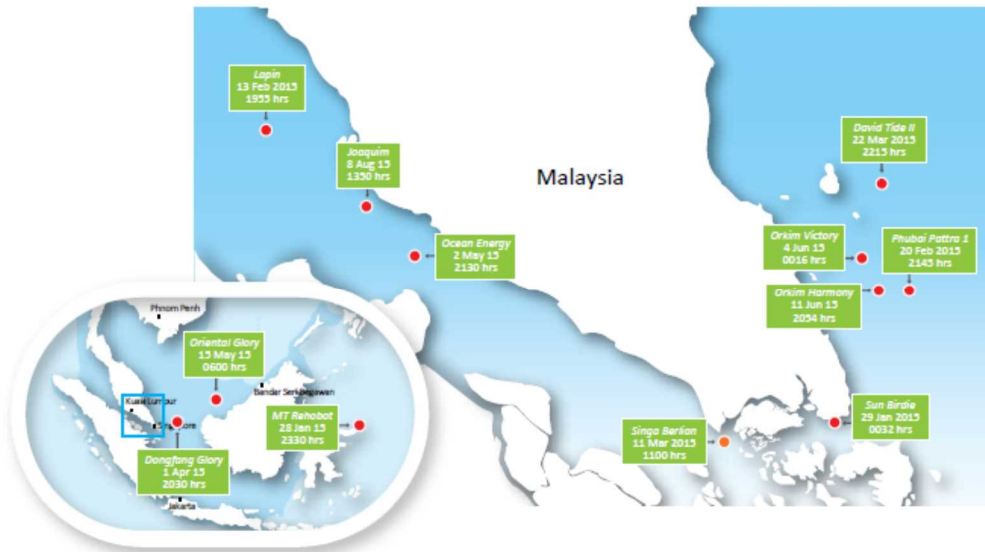 Lapin
13 Feb 2015
1955 hrs
Joaquim
8 Aug 15
1350 hrs
Malaysia
David Tide II
22 Mar 2015
2215 hrs
Ocean Energy
2 May 15
2130 hrs
Orkim Victory
4 Jun 15
0016 hrs
Phubai Pattra 1
20 Feb 2015
2145 hrs
Orkim Harmony
11 Jun 15
2054 hrs
Phnom Penh
Oriental Glory
15 May 15
0600 hrs
Kuala Lumpur
Bandar Seri Begawan
MT Rehobot
28 Jan 15
2330 hrs
Dongfang Glory
1 Apr 15
2030 hrs
Jakarta
Singa Berlian
11 Mar 2015
1100 hrs
Sun Birdie
29 Jan 2015
0032 hrs